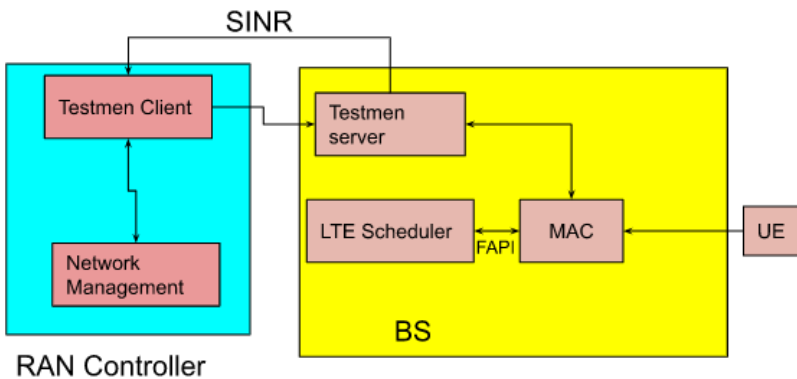 SINR
Testmen Client
Testmen
server
LTE Scheduler
FAPI
MAC
UE
Network
Management
BS
RAN Controller